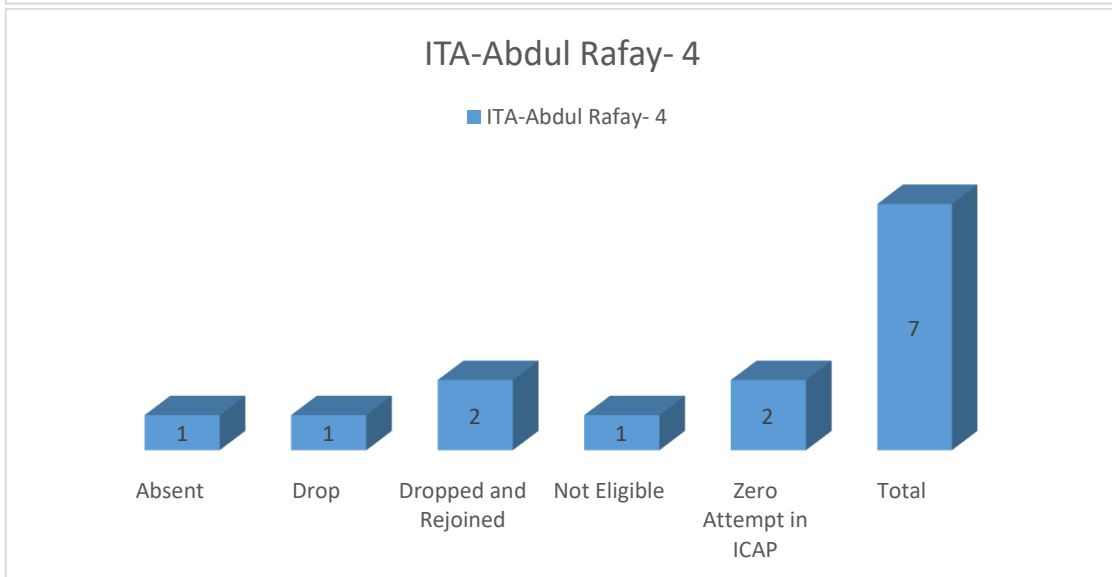 ITA-Abdul Rafay- 4
ITA-Abdul Rafay- 4
1
1
2
1
2
7
Absent
Drop
Dropped and
Rejoined
Not Eligible
Zero
Attempt in
ICAP
Total